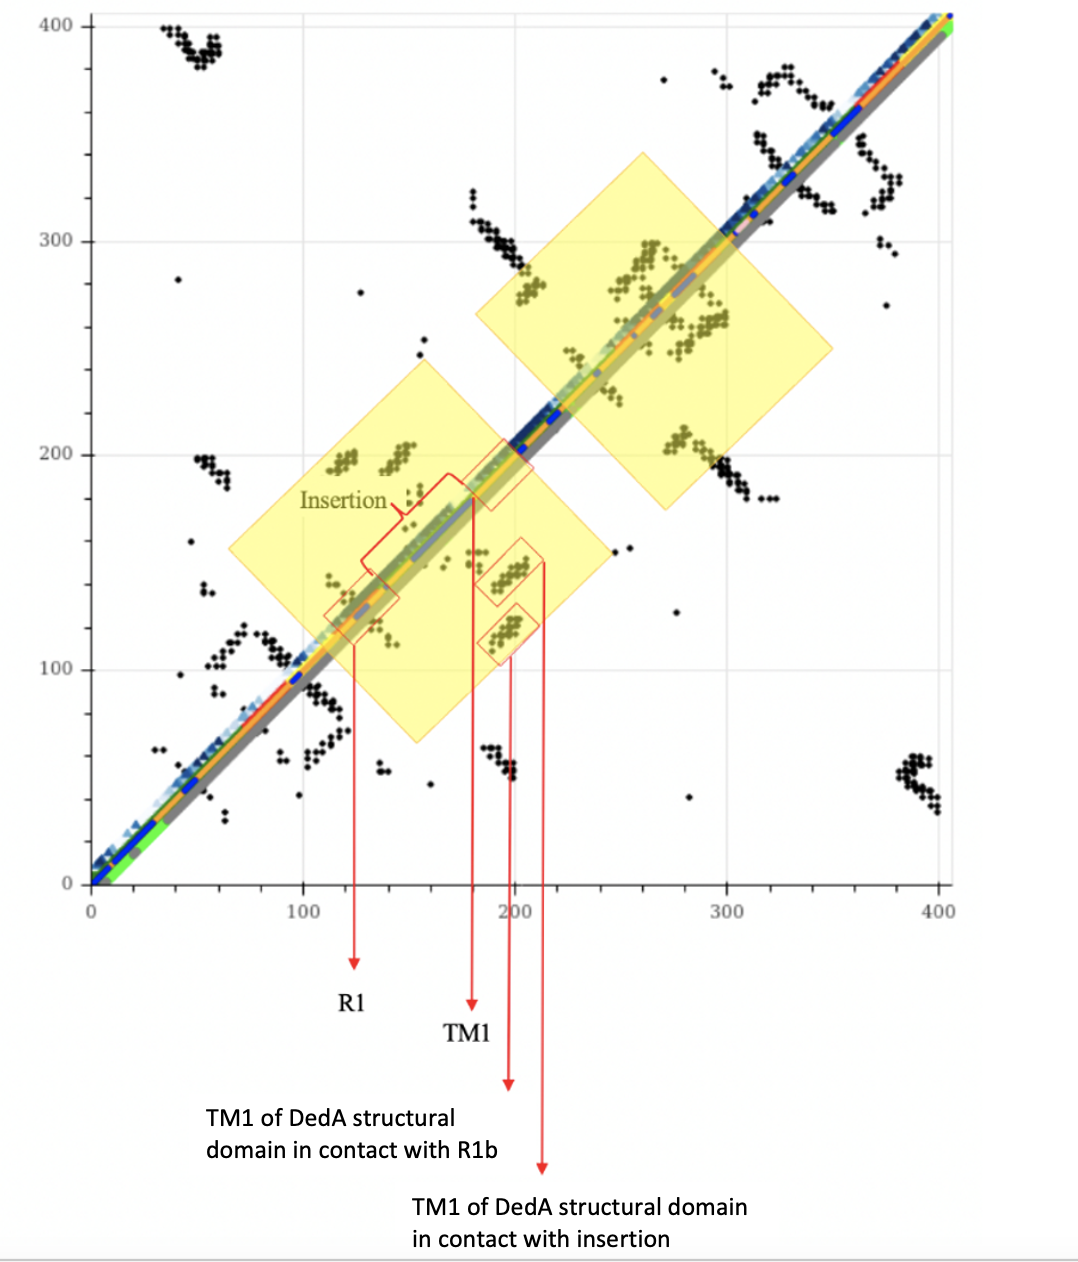 400
300
200
Insertion
100
0
0
100
200
300
400
R1
TM1
TM1 of DedA structural
domain in contact with R1b
TM1 of DedA structural domain
in contact with insertion